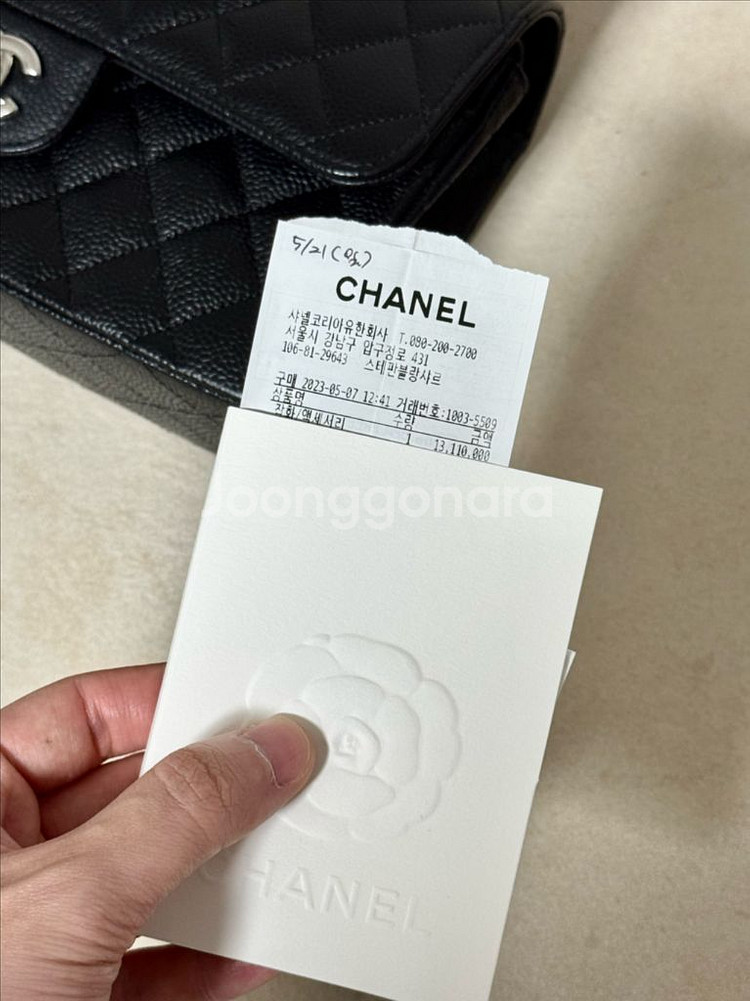 5/21(일)
CHANEL
샤넬코리아유한회사 T.080-200-2700
서울시 강남구 압구정로 431
106-81-29643 스테판블랑샤르
구매 2023-05-07 12:41 거래번호:1003-5509
상품명 수량 금액
잡화/액세서리 1 13,110,000
Joonggonara
CHANEL